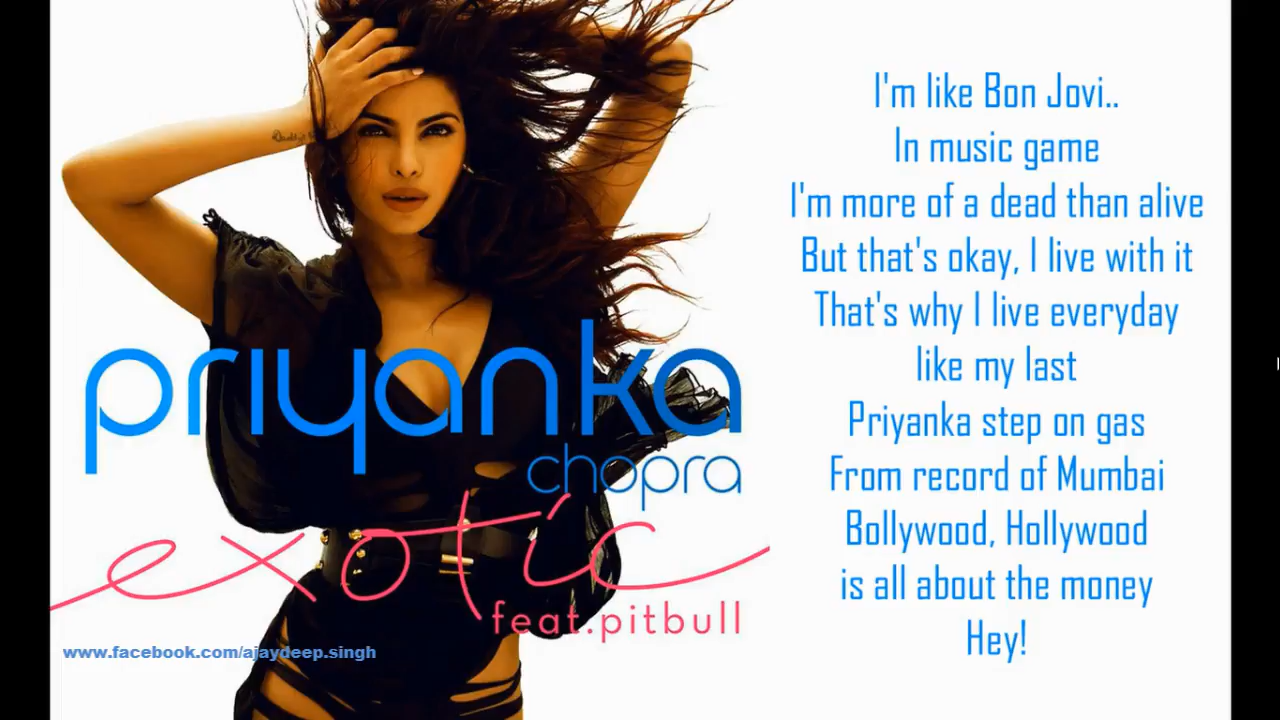 priyanka
chopra
exotic
feat.pitbull
www.facebook.com/ajaydeep.singh
I'm like Bon Jovi..
In music game
I'm more of a dead than alive
But that's okay, I live with it
That's why I live everyday
like my last
Priyanka step on gas
From record of Mumbai
Bollywood, Hollywood
is all about the money
Hey!